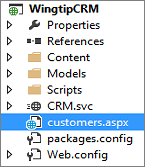 WingtipCRM
Properties
References
Content
Models
Scripts
CRM.svc
customers.aspx
packages.config
Web.config